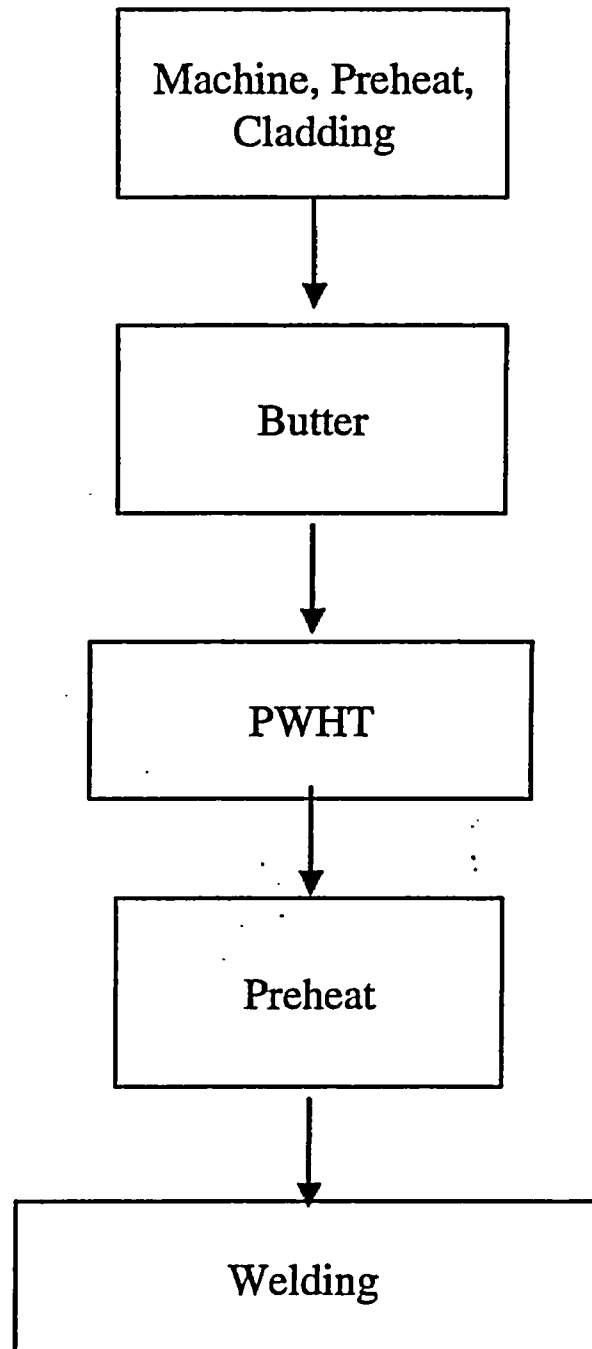 Machine, Preheat,
Cladding
Butter
PWHT
Preheat
Welding